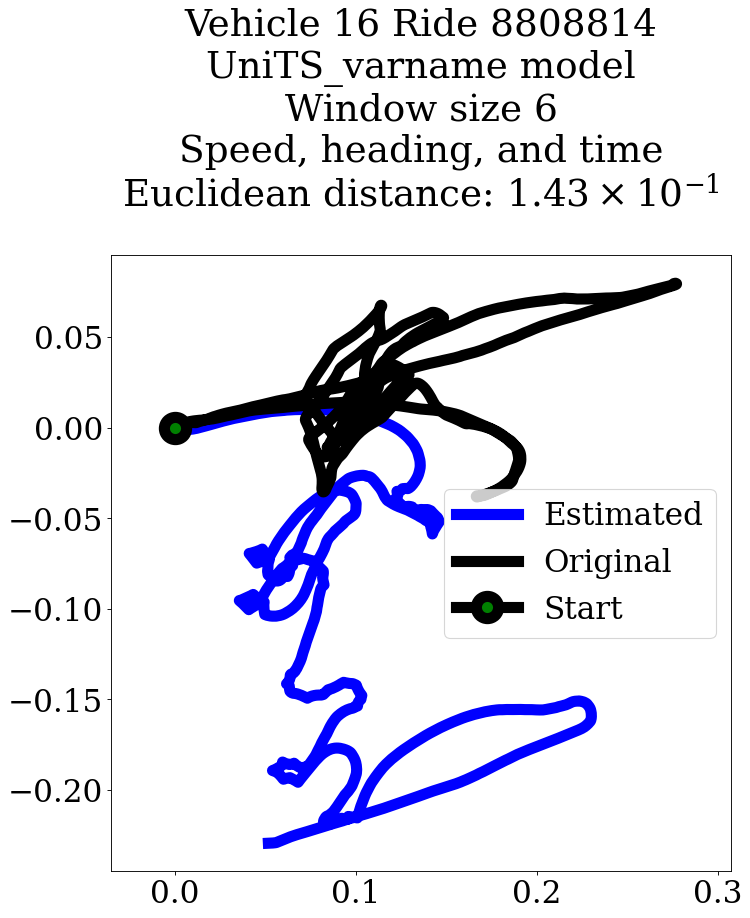 Vehicle 16 Ride 8808814
UniTS_varname model
Window size 6
Speed, heading, and time
Euclidean distance: 1.43 × 10⁻¹
0.05
0.00
−0.05
−0.10
−0.15
−0.20
Estimated
Original
Start
0.0 0.1 0.2 0.3